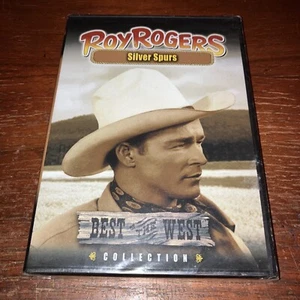 ROY ROGERS
Silver Spurs
BEST OF THE WEST
COLLECTION